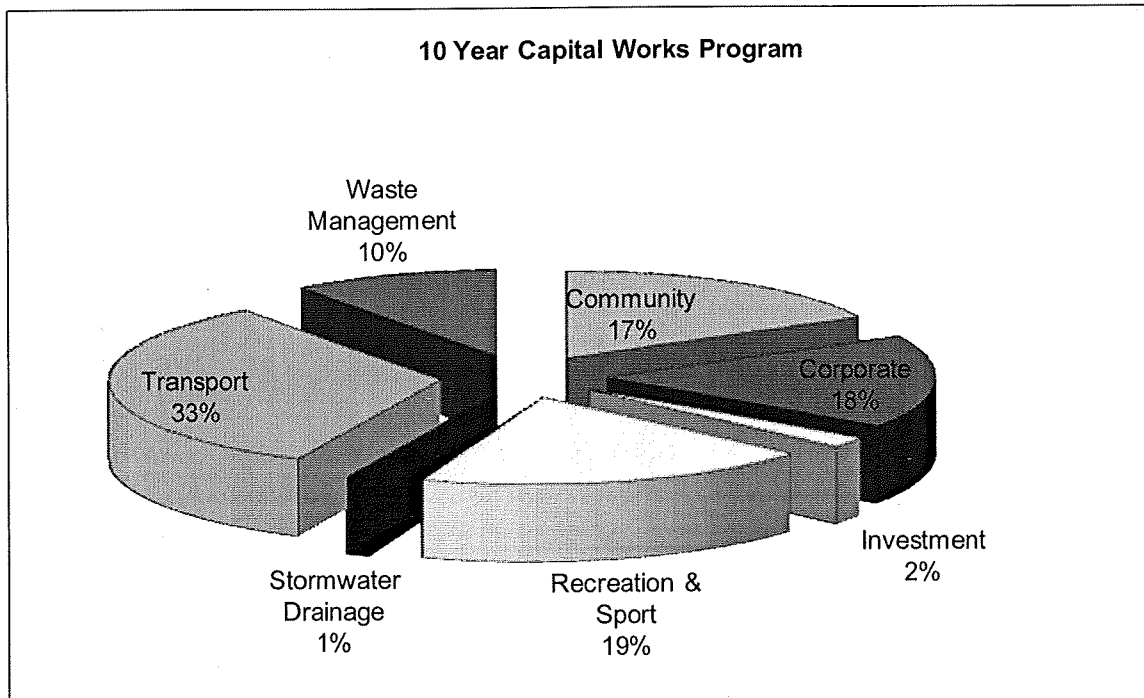 10 Year Capital Works Program
Waste
Management
10%
Community
17%
Corporate
18%
Transport
33%
Investment
2%
Stormwater
Drainage
1%
Recreation &
Sport
19%